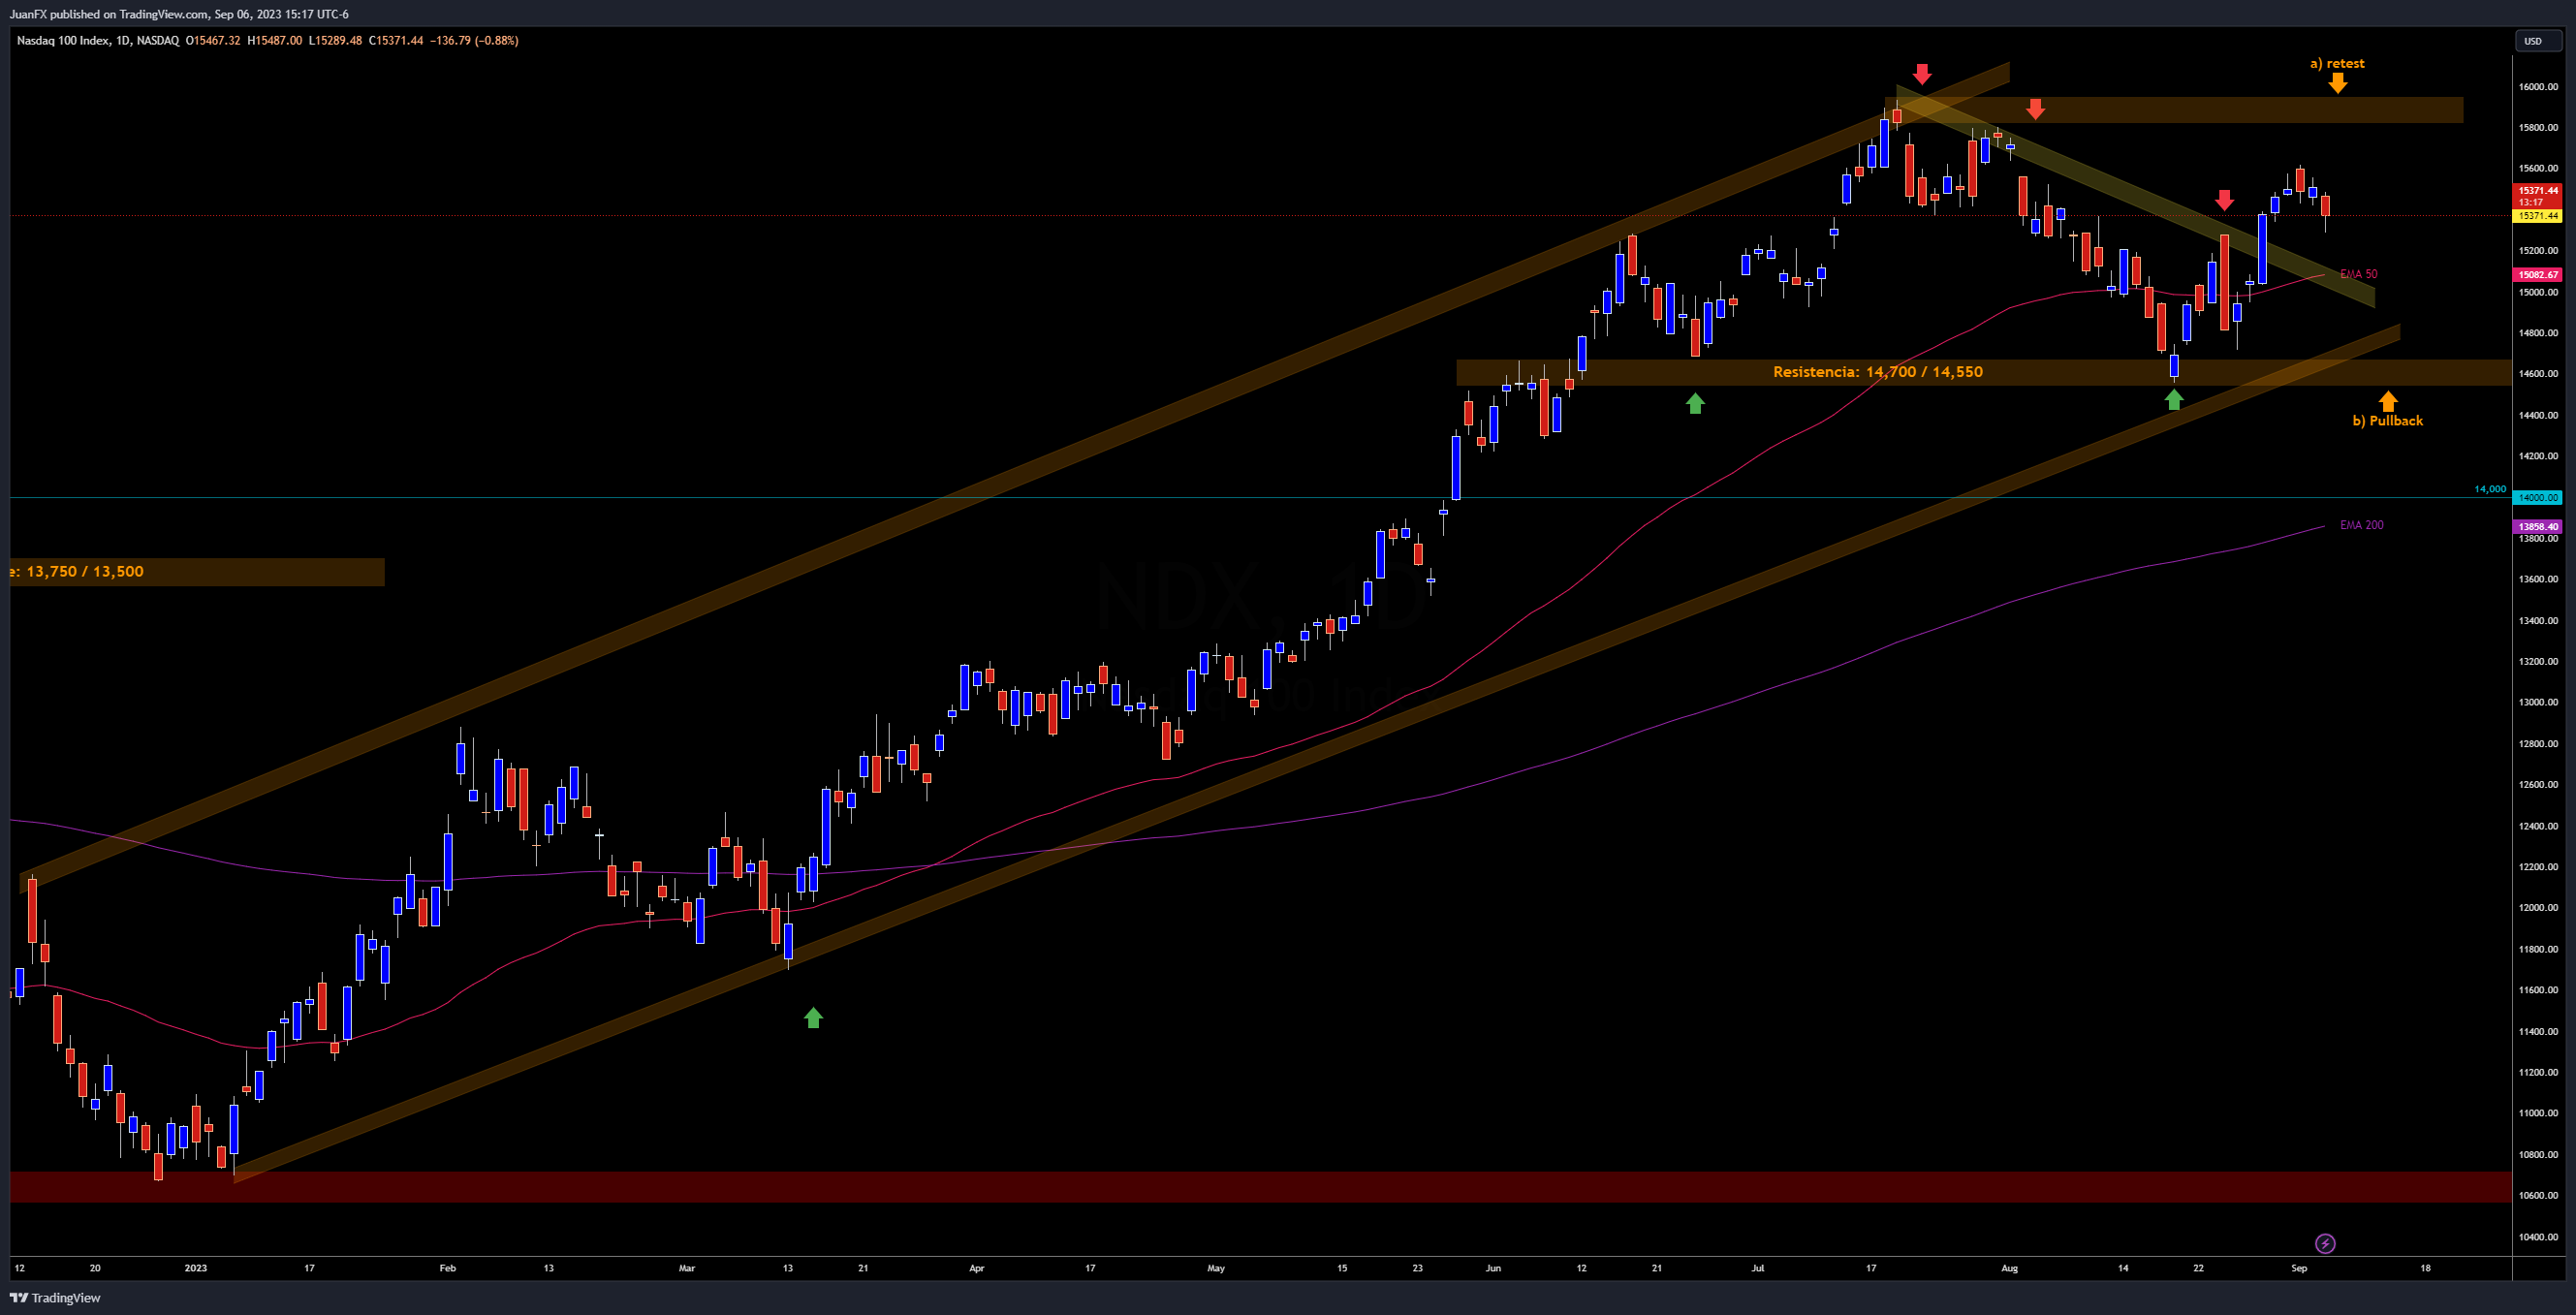 JuanFX published on TradingView.com, Sep 06, 2023 15:17 UTC-6
Nasdaq 100 Index, 1D, NASDAQ O15467.32 H15487.00 L15289.48 C15371.44 −136.79 (−0.88%)
USD
a) retest
16000.00
15800.00
15600.00
15371.44
13:17
15371.44
15200.00
EMA 50
15082.67
15000.00
14800.00
14600.00
Resistencia: 14,700 / 14,550
14400.00
b) Pullback
14200.00
14,000
14000.00
EMA 200
13858.40
13800.00
e: 13,750 / 13,500
13600.00
NDX, 1D
13400.00
13200.00
13000.00
12800.00
12600.00
12400.00
12200.00
12000.00
11800.00
11600.00
11400.00
11200.00
11000.00
10800.00
10600.00
10400.00
12 20 2023 17 Feb 13 Mar 13 21 Apr 17 May 15 23 Jun 12 21 Jul 17 Aug 14 22 Sep 18
TradingView